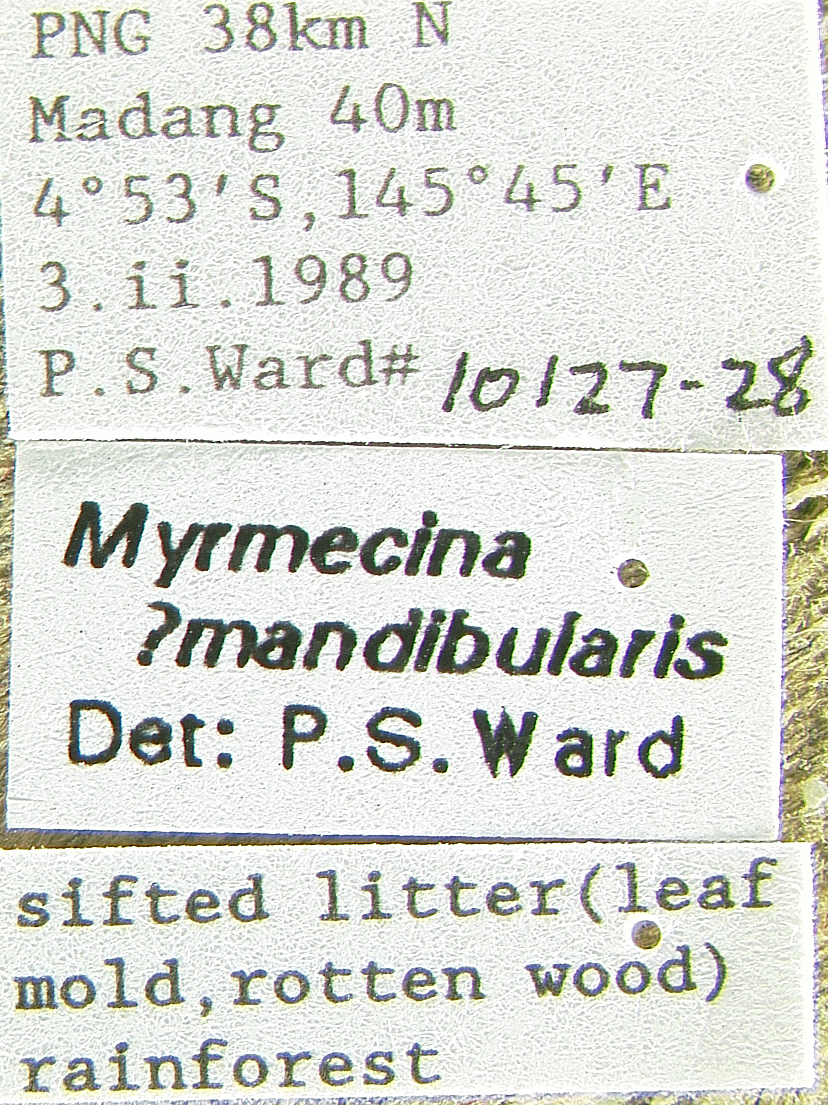 PNG 38km N
Madang 40m
4°53'S,145°45'E
3.ii.1989
P.S.Ward# 10127-28
Myrmecina
?mandibularis
Det: P.S.Ward
sifted litter(leaf
mold,rotten wood)
rainforest